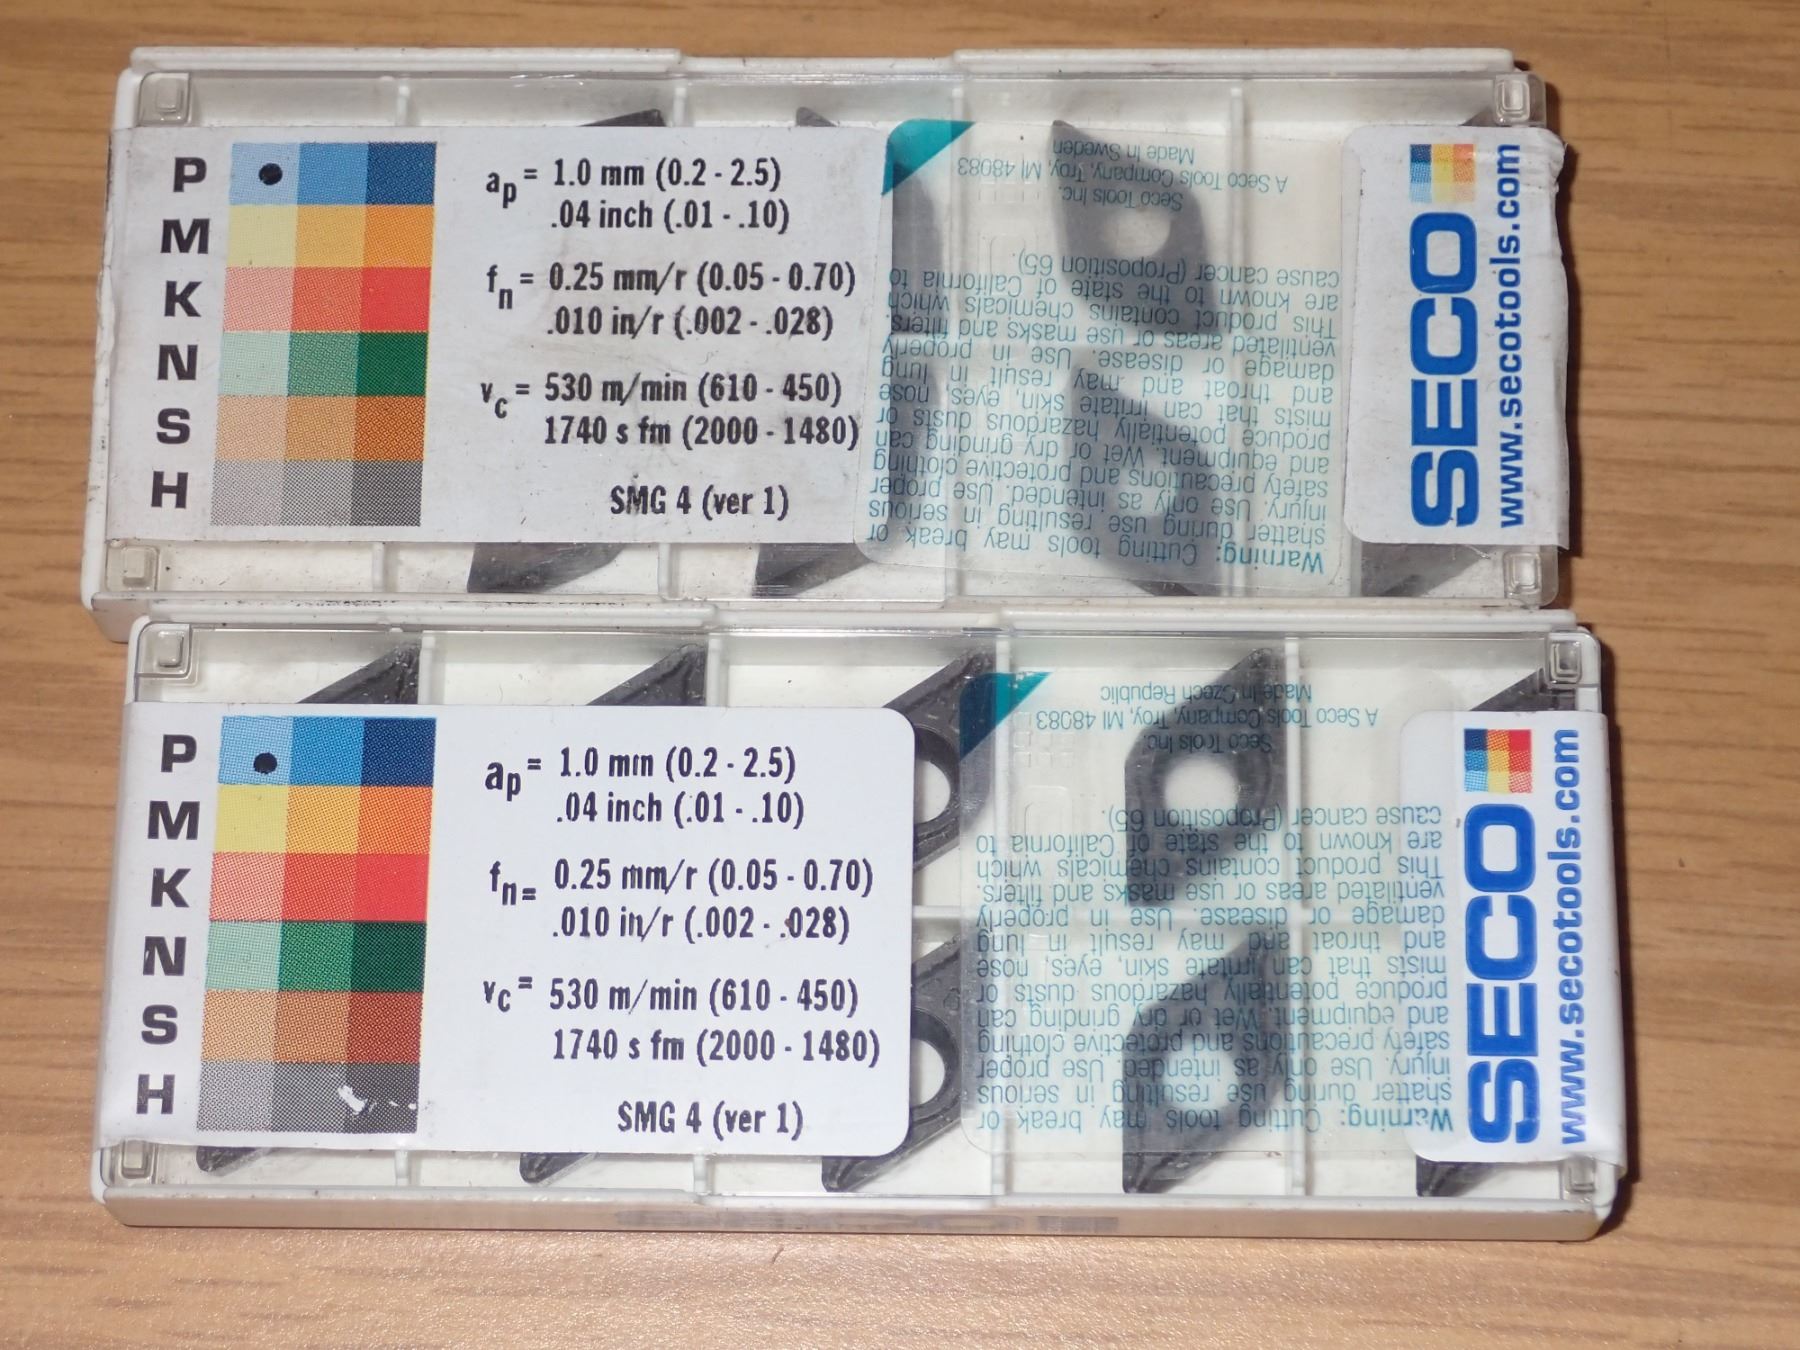 P
M
K
N
S
H
ap = 1.0 mm (0.2 - 2.5)
.04 inch (.01 - .10)
fn = 0.25 mm/r (0.05 - 0.70)
.010 in/r (.002 - .028)
vc = 530 m/min (610 - 450)
1740 s fm (2000 - 1480)
SMG 4 (ver 1)
Warning: Cutting tools may break or
shatter during use resulting in serious
injury. Use only as intended. Use proper
safety precautions and protective clothing
and equipment. Wet or dry grinding can
produce potentially hazardous dusts or
mists that can irritate skin, eyes, nose
and throat and may result in lung
damage or disease. Use in properly
ventilated areas or use masks and filters.
This product contains chemicals which
are known to the state of California to
cause cancer (Proposition 65).
Seco Tools Inc.
A Seco Tools Company, Troy, MI 48083
Made in Sweden
SECO
www.secotools.com
P
M
K
N
S
H
ap = 1.0 mm (0.2 - 2.5)
.04 inch (.01 - .10)
fn = 0.25 mm/r (0.05 - 0.70)
.010 in/r (.002 - .028)
vc = 530 m/min (610 - 450)
1740 s fm (2000 - 1480)
SMG 4 (ver 1)
Warning: Cutting tools may break or
shatter during use resulting in serious
injury. Use only as intended. Use proper
safety precautions and protective clothing
and equipment. Wet or dry grinding can
produce potentially hazardous dusts or
mists that can irritate skin, eyes, nose
and throat and may result in lung
damage or disease. Use in properly
ventilated areas or use masks and filters.
This product contains chemicals which
are known to the state of California to
cause cancer (Proposition 65).
Seco Tools Inc.
A Seco Tools Company, Troy, MI 48083
Made in Czech Republic
SECO
www.secotools.com